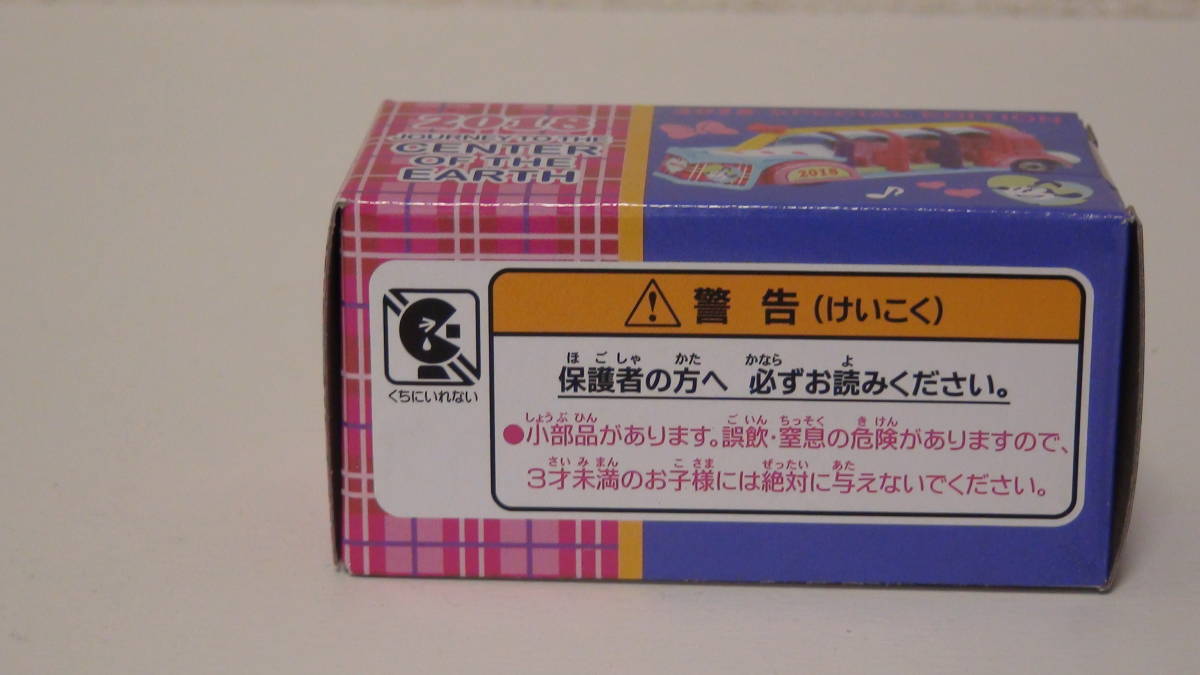 2018
JOURNEY TO THE
CENTER
OF THE
EARTH
2018 SPECIAL EDITION
2018
警告(けいこく)
くちにいれない
ほごしゃ かた かなら よ
保護者の方へ 必ずお読みください。
しょうぶひん ごいん ちっそく きけん
●小部品があります。誤飲・窒息の危険がありますので、
さいみまん こさま ぜったい あた
3才未満のお子様には絶対に与えないでください。